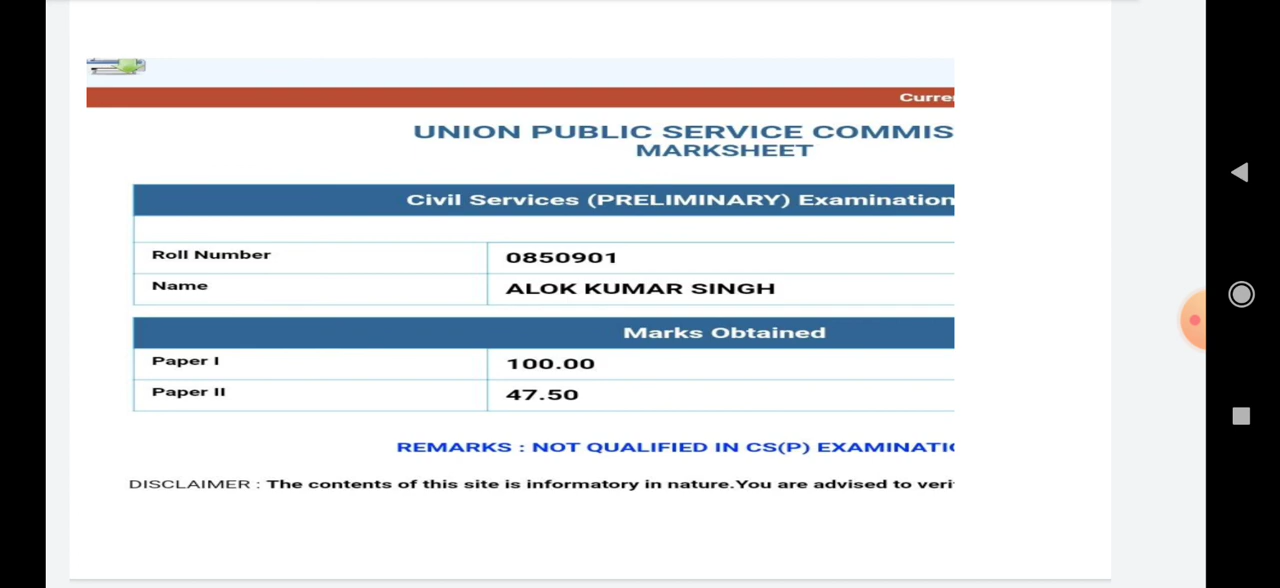 Curre
UNION PUBLIC SERVICE COMMIS
MARKSHEET
Civil Services (PRELIMINARY) Examination
Roll Number 0850901
Name ALOK KUMAR SINGH
Marks Obtained
Paper I 100.00
Paper II 47.50
REMARKS : NOT QUALIFIED IN CS(P) EXAMINATI
DISCLAIMER : The contents of this site is informatory in nature.You are advised to veri